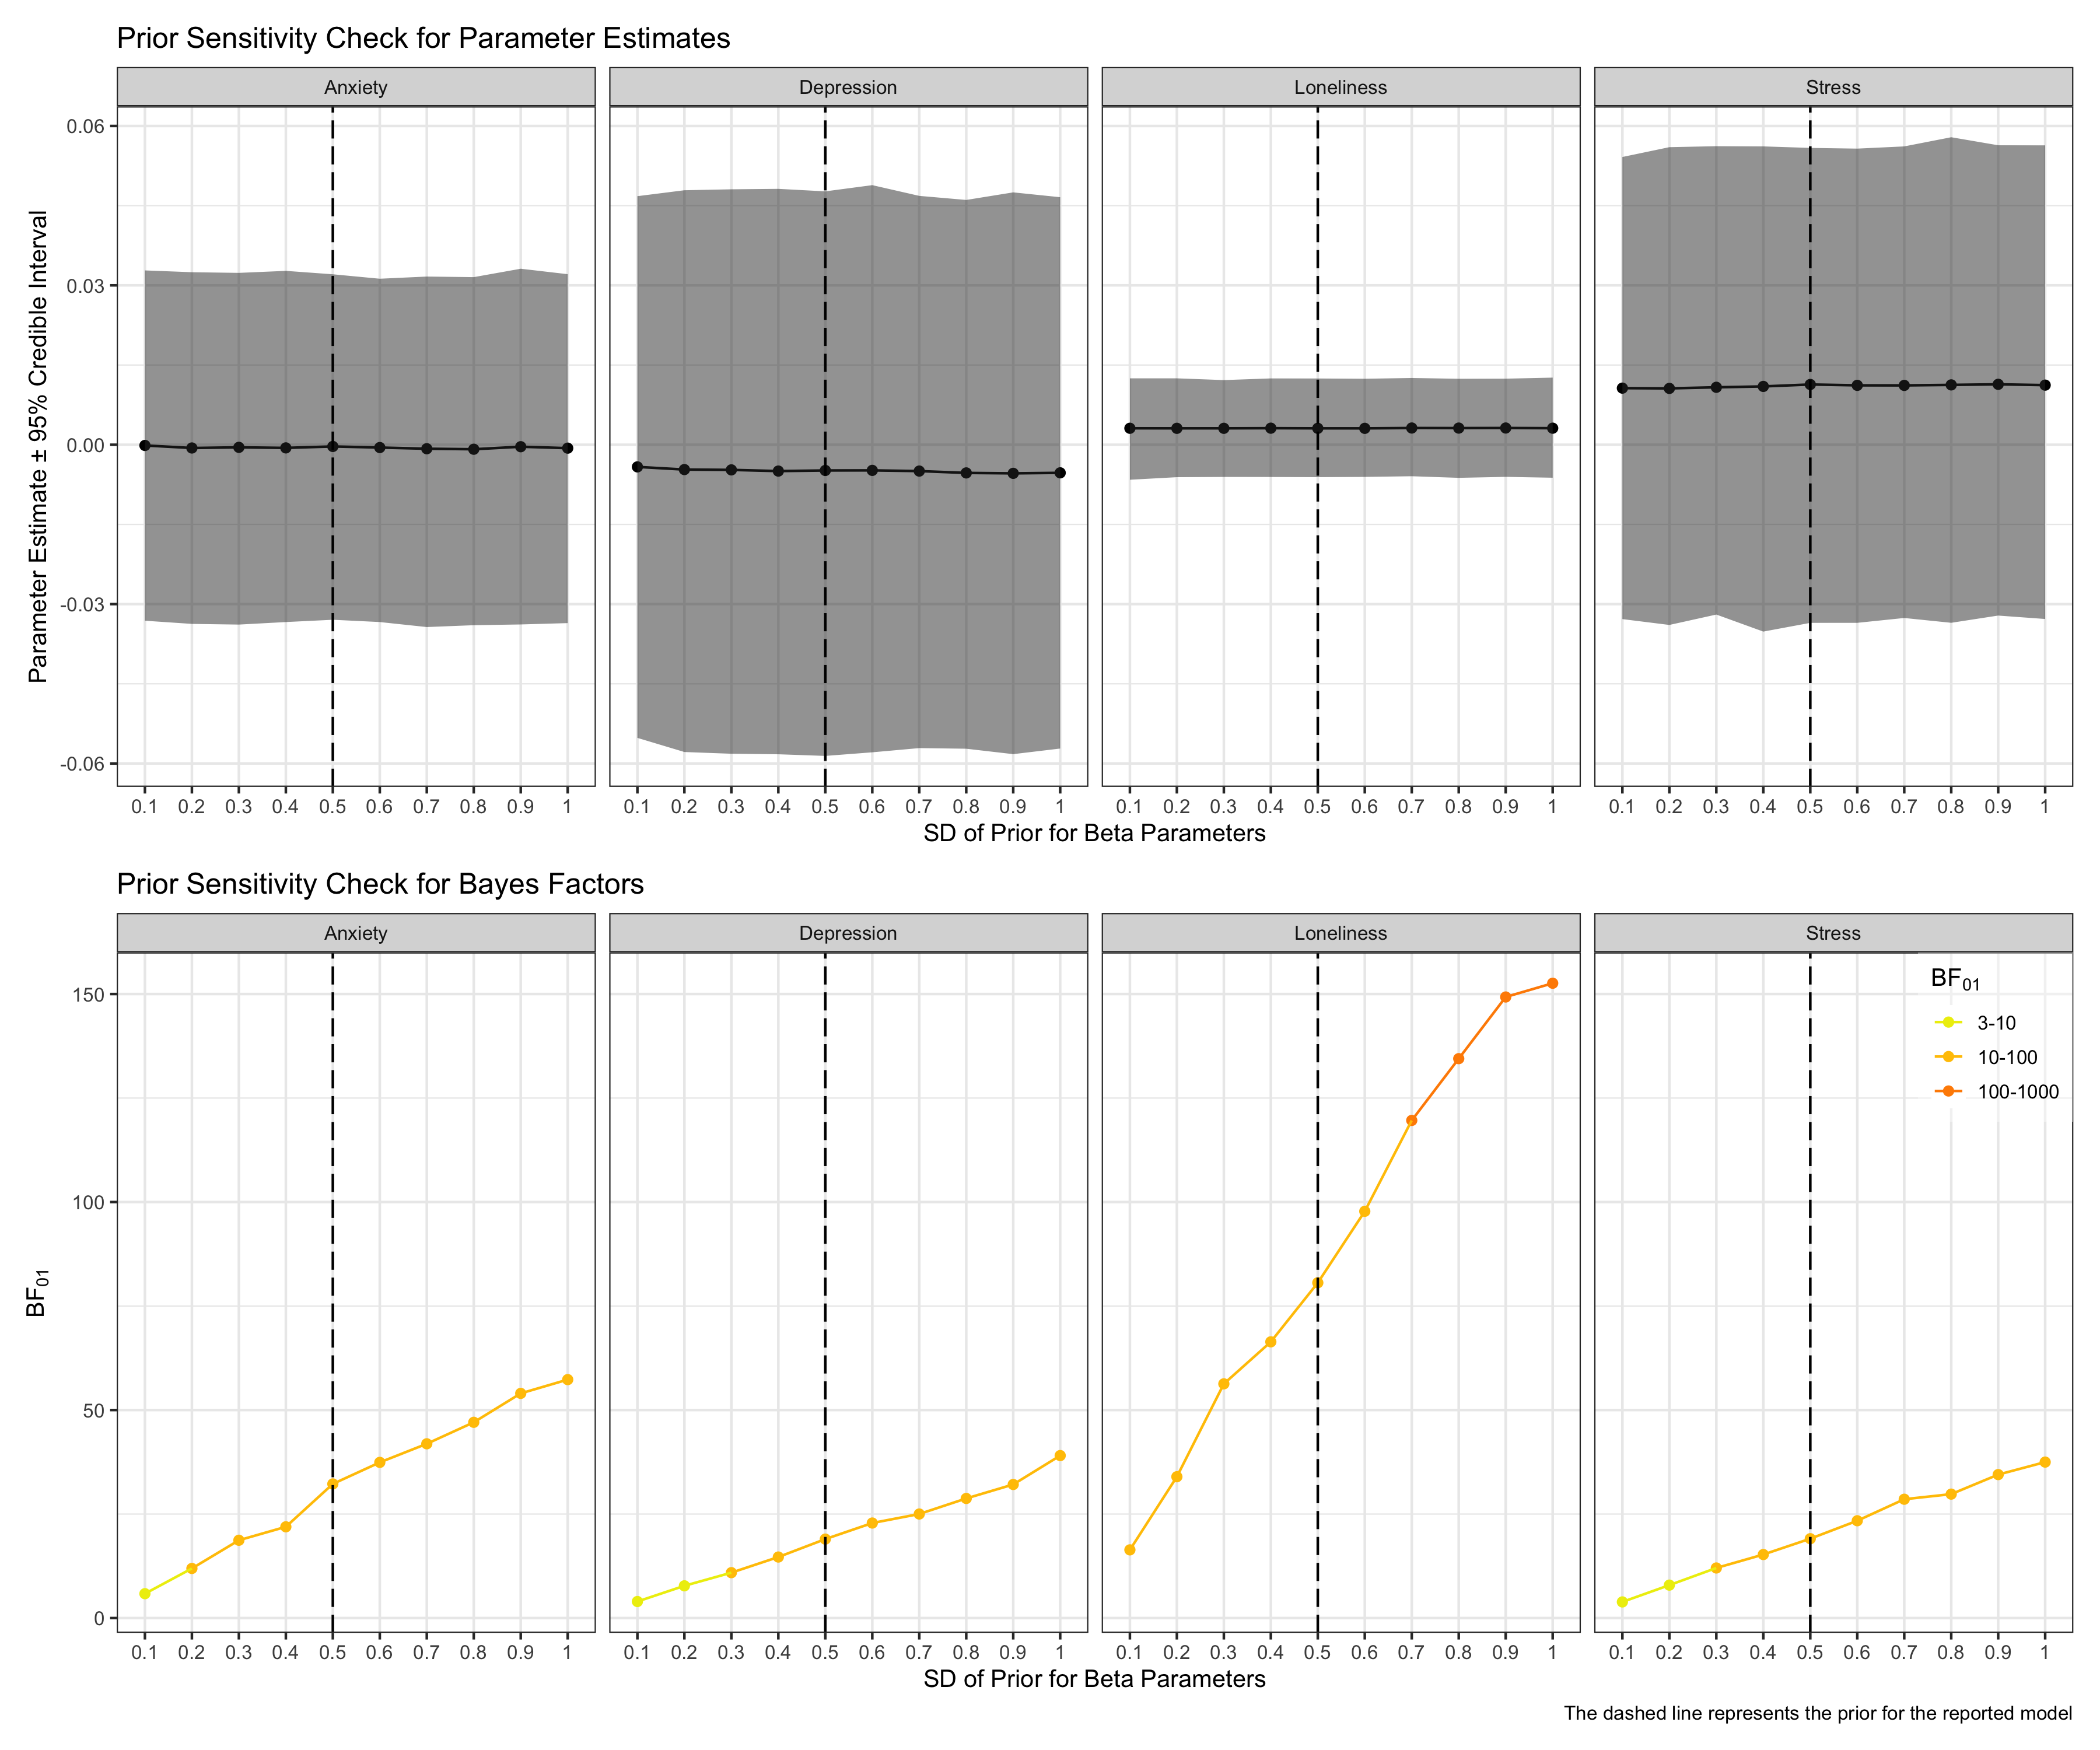 Prior Sensitivity Check for Parameter Estimates
Anxiety Depression Loneliness Stress
Parameter Estimate ± 95% Credible Interval
0.06
0.03
0.00
-0.03
-0.06
0.1 0.2 0.3 0.4 0.5 0.6 0.7 0.8 0.9 1 0.1 0.2 0.3 0.4 0.5 0.6 0.7 0.8 0.9 1 0.1 0.2 0.3 0.4 0.5 0.6 0.7 0.8 0.9 1 0.1 0.2 0.3 0.4 0.5 0.6 0.7 0.8 0.9 1
SD of Prior for Beta Parameters
Prior Sensitivity Check for Bayes Factors
Anxiety Depression Loneliness Stress
BF01
150
100
50
0
BF01
3-10
10-100
100-1000
0.1 0.2 0.3 0.4 0.5 0.6 0.7 0.8 0.9 1 0.1 0.2 0.3 0.4 0.5 0.6 0.7 0.8 0.9 1 0.1 0.2 0.3 0.4 0.5 0.6 0.7 0.8 0.9 1 0.1 0.2 0.3 0.4 0.5 0.6 0.7 0.8 0.9 1
SD of Prior for Beta Parameters
The dashed line represents the prior for the reported model